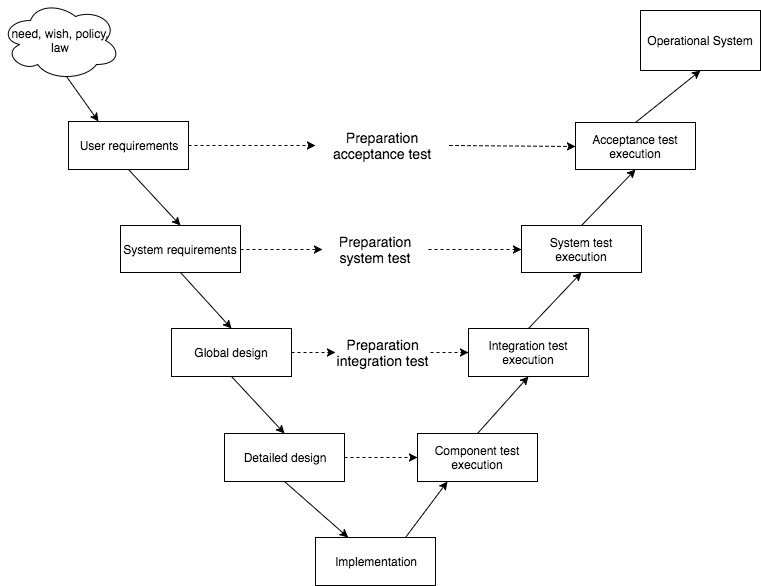 need, wish, policy,
law
Operational System
User requirements
Preparation
acceptance test
Acceptance test
execution
System requirements
Preparation
system test
System test
execution
Global design
Preparation
integration test
Integration test
execution
Detailed design
Component test
execution
Implementation